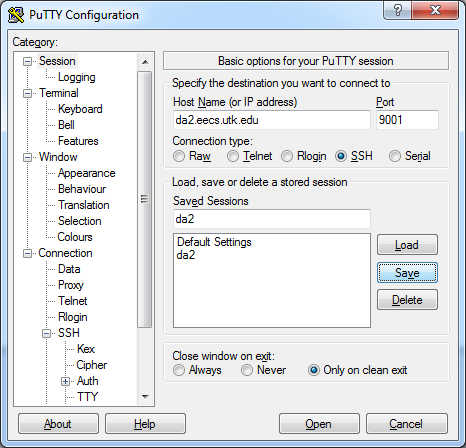 PuTTY Configuration
Category:
Session
Logging
Terminal
Keyboard
Bell
Features
Window
Appearance
Behaviour
Translation
Selection
Colours
Connection
Data
Proxy
Telnet
Rlogin
SSH
Kex
Cipher
Auth
TTY
Basic options for your PuTTY session
Specify the destination you want to connect to
Host Name (or IP address) Port
da2.eecs.utk.edu 9001
Connection type:
Raw Telnet Rlogin SSH Serial
Load, save or delete a stored session
Saved Sessions
da2
Default Settings
da2
Load
Save
Delete
Close window on exit:
Always Never Only on clean exit
About Help Open Cancel